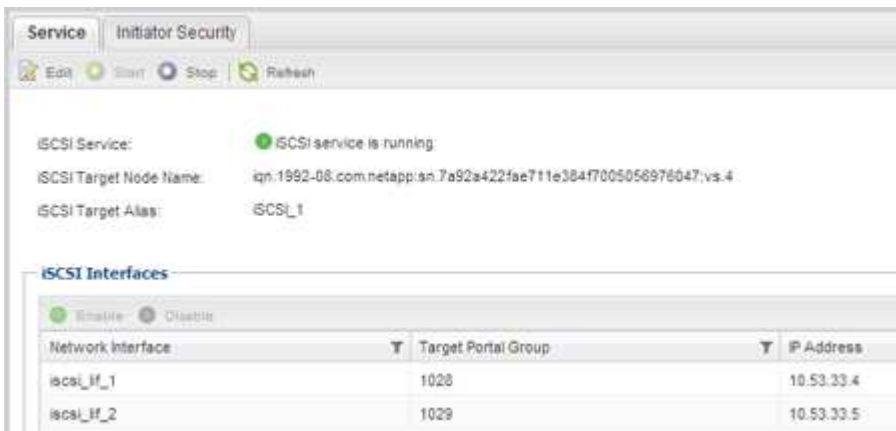 Service Initiator Security
Edit Start Stop Refresh
iSCSI Service: iSCSI service is running
iSCSI Target Node Name: iqn.1992-08.com.netapp:sn.7a92a422fae711e384f7005056976047:vs.4
iSCSI Target Alias: iSCSI_1
iSCSI Interfaces
Enable Disable
Network Interface Target Portal Group IP Address
iscsi_lif_1 1028 10.53.33.4
iscsi_lif_2 1029 10.53.33.5